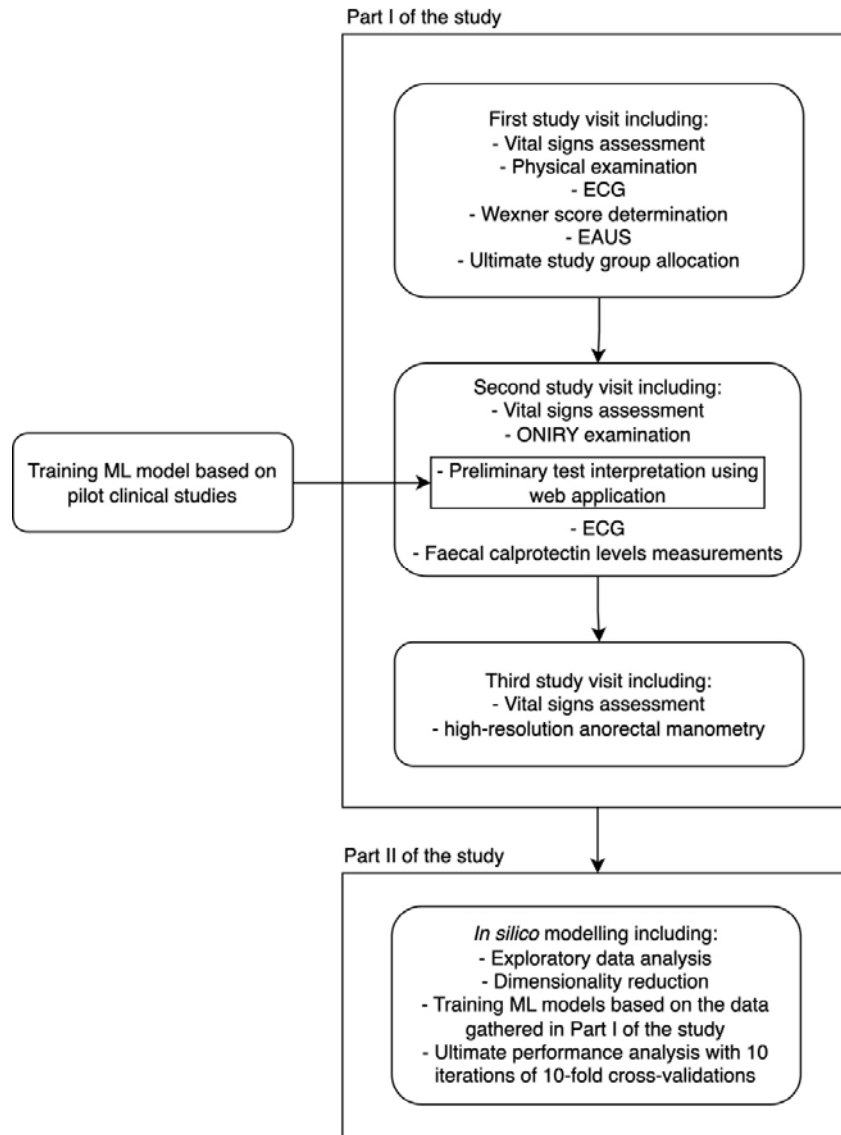 Part I of the study
First study visit including:
- Vital signs assessment
- Physical examination
- ECG
- Wexner score determination
- EAUS
- Ultimate study group allocation
Second study visit including:
- Vital signs assessment
- ONIRY examination
Training ML model based on
pilot clinical studies
- Preliminary test interpretation using
web application
- ECG
- Faecal calprotectin levels measurements
Third study visit including:
- Vital signs assessment
- high-resolution anorectal manometry
Part II of the study
In silico modelling including:
- Exploratory data analysis
- Dimensionality reduction
- Training ML models based on the data
gathered in Part I of the study
- Ultimate performance analysis with 10
iterations of 10-fold cross-validations